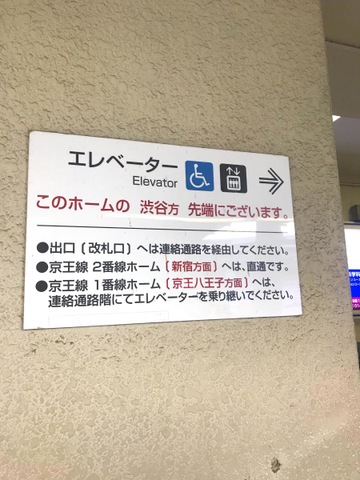 エレベーター
Elevator
このホームの 渋谷方 先端にございます。
●出口(改札口)へは連絡通路を経由してください。
●京王線 2番線ホーム(新宿方面)へは、直通です。
●京王線 1番線ホーム(京王八王子方面)へは、
連絡通路階にてエレベーターを乗り継いでください。